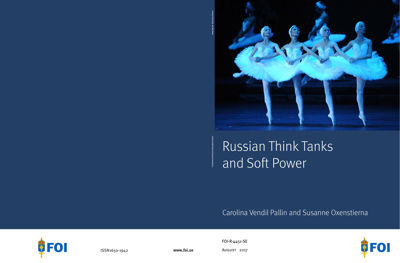 Russian Think Tanks
and Soft Power
Carolina Vendil Pallin and Susanne Oxenstierna
FOI
ISSN1650-1942
www.foi.se
FOI-R-4451-SE
August 2017
FOI